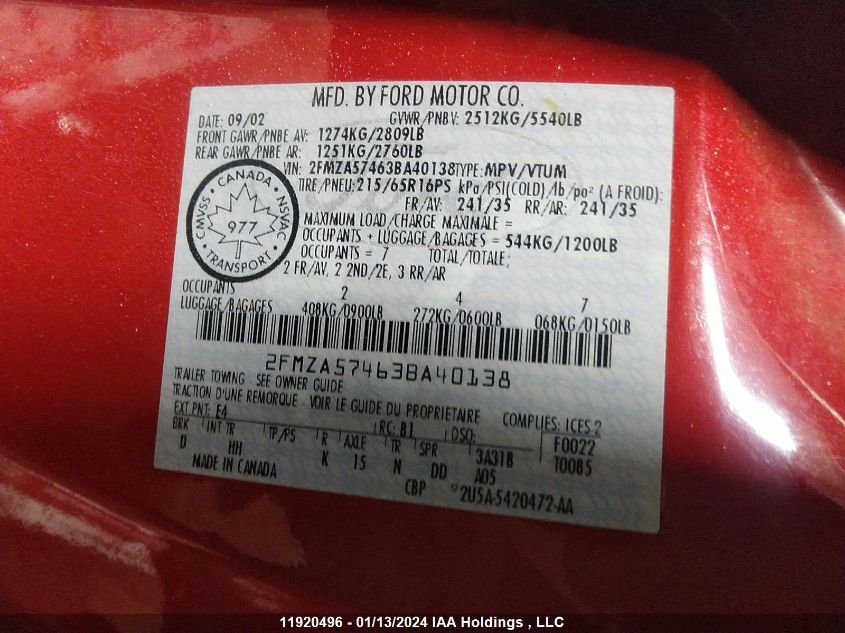 MFD. BY FORD MOTOR CO.
DATE: 09/02 GVWR/PNBV: 2512KG/5540LB
FRONT GAWR/PNBE AV: 1274KG/2809LB
REAR GAWR/PNBE AR: 1251KG/2760LB
VIN: 2FMZA57463BA40138 TYPE: MPV/VTUM
TIRE/PNEU: 215/65R16PS kPa/PSI(COLD)/lb/po² (A FROID):
FR/AV: 241/35 RR/AR: 241/35
MAXIMUM LOAD/CHARGE MAXIMALE =
OCCUPANTS + LUGGAGE/BAGAGES = 544KG/1200LB
OCCUPANTS = 7 TOTAL/TOTALE;
2 FR/AV, 2 2ND/2E, 3 RR/AR
CANADA
CMVSS
NSVA
977
TRANSPORT
OCCUPANTS 2 4 7
LUGGAGE/BAGAGES 408KG/0900LB 272KG/0600LB 068KG/0150LB
2FMZA57463BA40138
TRAILER TOWING - SEE OWNER GUIDE
TRACTION D'UNE REMORQUE - VOIR LE GUIDE DU PROPRIETAIRE COMPLIES: ICES 2
EXT PNT: E4 RC: B1 DSO: F0022
BRK INT TR TP/PS R AXLE TR SPR 3A31B T0085
D HH K 15 N DD A05
MADE IN CANADA CBP 2U5A-5420472-AA
11920496 - 01/13/2024 IAA Holdings , LLC